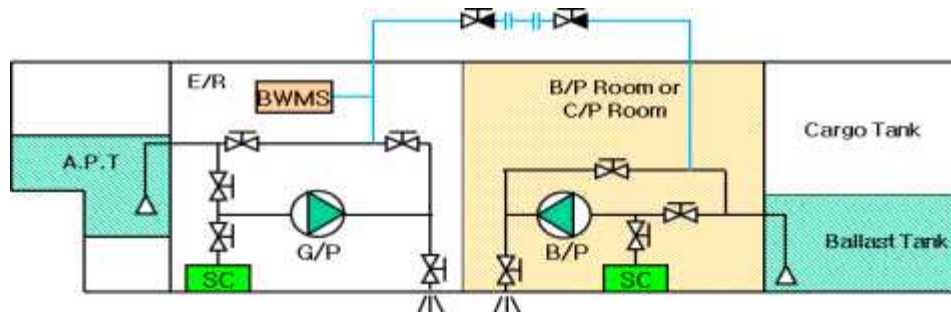 E/R
BWMS
B/P Room or
C/P Room
Cargo Tank
A.P.T
G/P
B/P
Ballast Tank
SC
SC